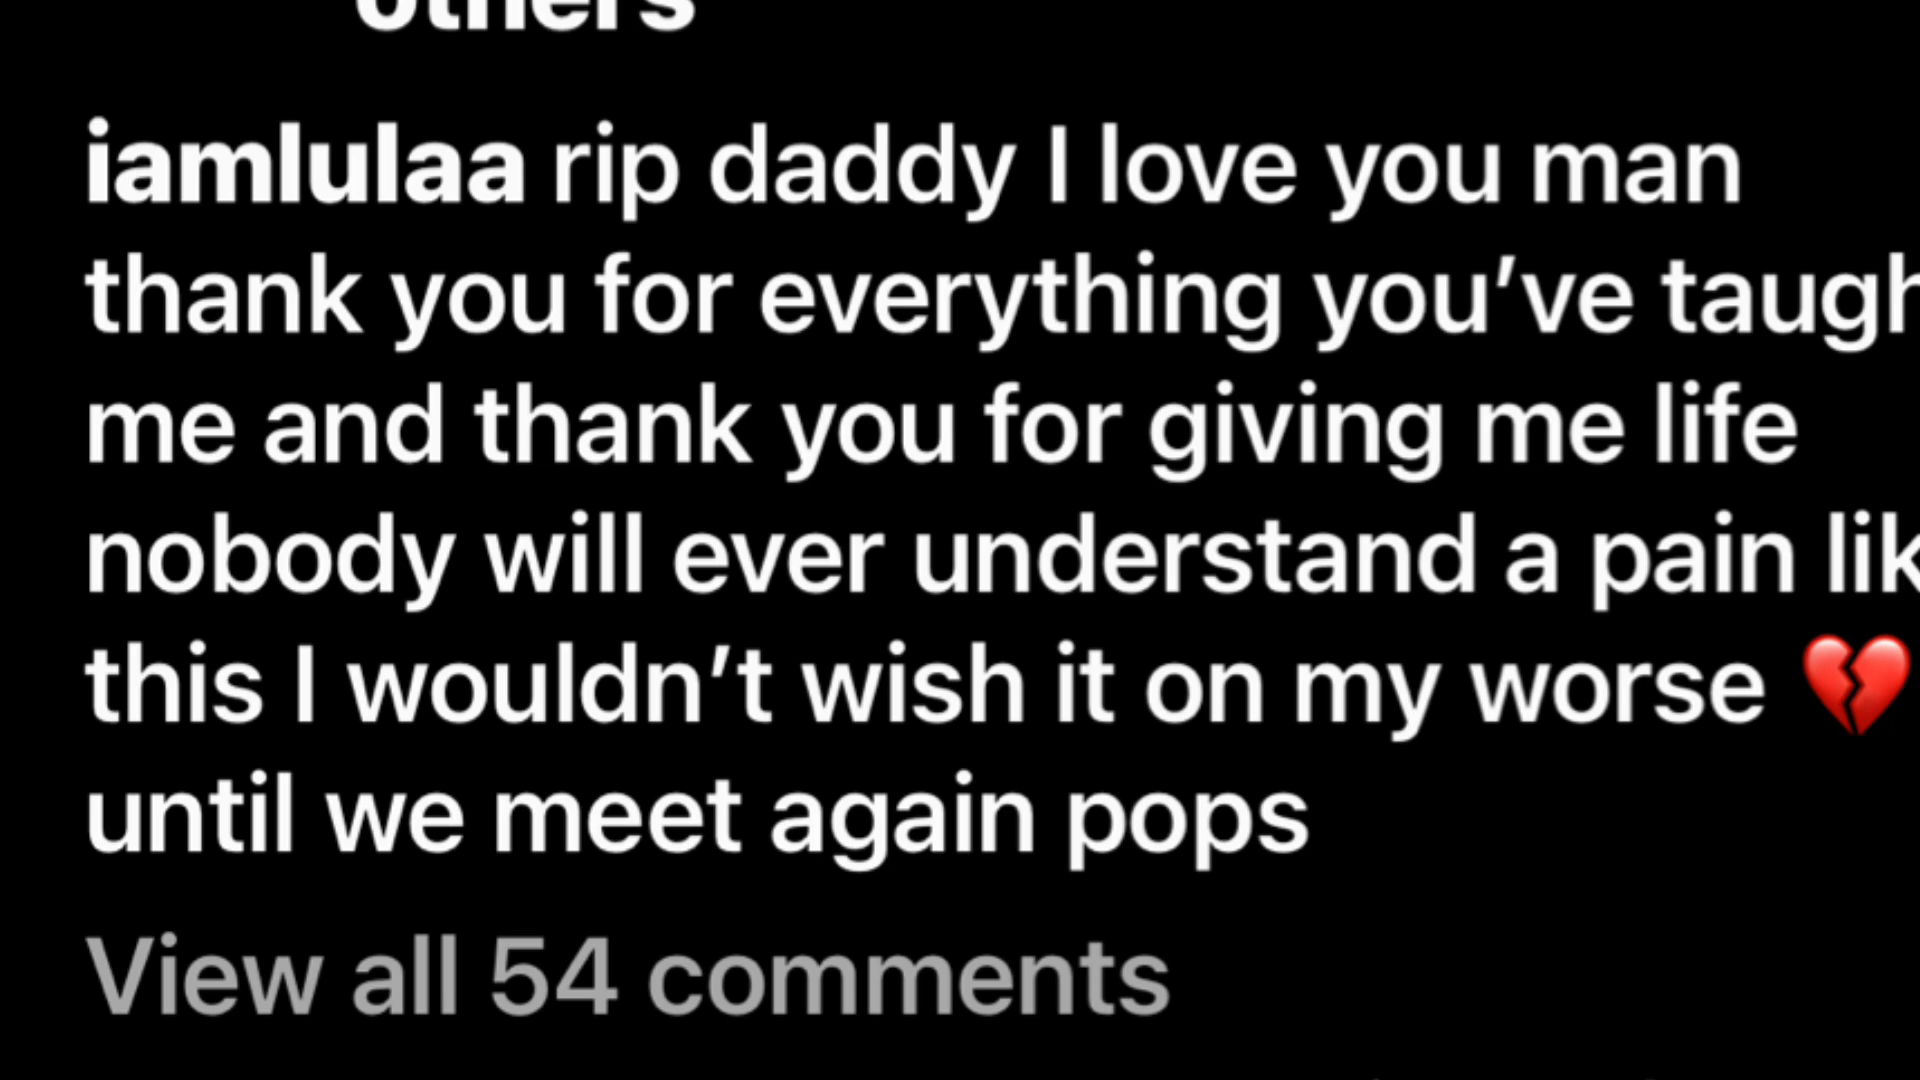 others
iamlulaa rip daddy I love you man
thank you for everything you’ve taugh
me and thank you for giving me life
nobody will ever understand a pain lik
this I wouldn’t wish it on my worse 💔
until we meet again pops
View all 54 comments